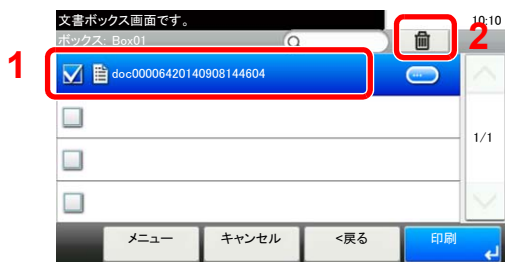 文書ボックス画面です。
10:10
ボックス: Box01
2
1
doc00006420140908144604
1/1
メニュー
キャンセル
<戻る
印刷